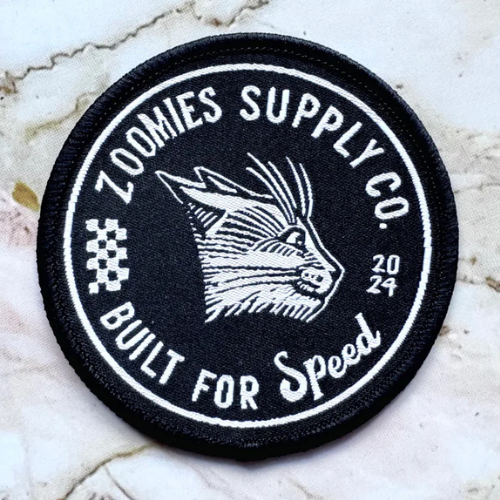 ZOOMIES SUPPLY CO.
20
24
BUILT FOR Speed